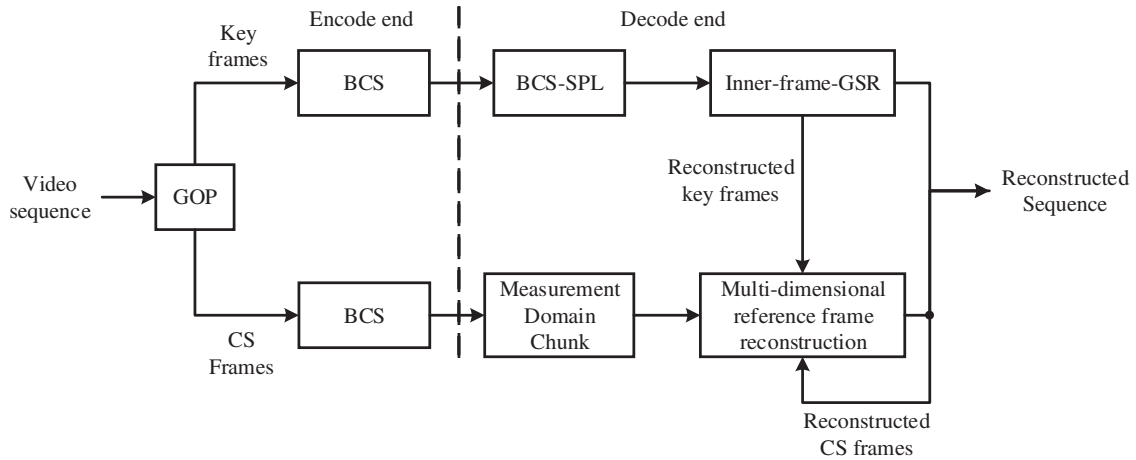 Encode end
Decode end
Key
frames
BCS
BCS-SPL
Inner-frame-GSR
Video
sequence
GOP
Reconstructed
key frames
Reconstructed
Sequence
CS
Frames
BCS
Measurement
Domain
Chunk
Multi-dimensional
reference frame
reconstruction
Reconstructed
CS frames